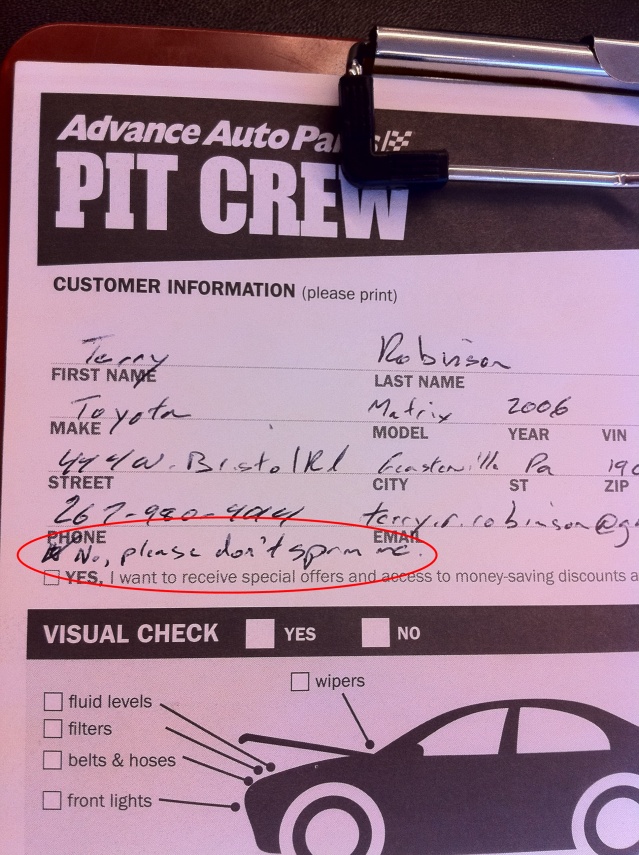 Advance Auto Pa
PIT CREW
CUSTOMER INFORMATION (please print)
Terry Robinson
FIRST NAME LAST NAME
Toyota Matrix 2006
MAKE MODEL YEAR VIN
444 W. Bristol Rd Feasterville Pa 190
STREET CITY ST ZIP
267-980-4014 terry.r.robinson@g
PHONE EMAIL
No, please don't spam me.
YES, I want to receive special offers and access to money-saving discounts a
VISUAL CHECK YES NO
wipers
fluid levels
filters
belts & hoses
front lights